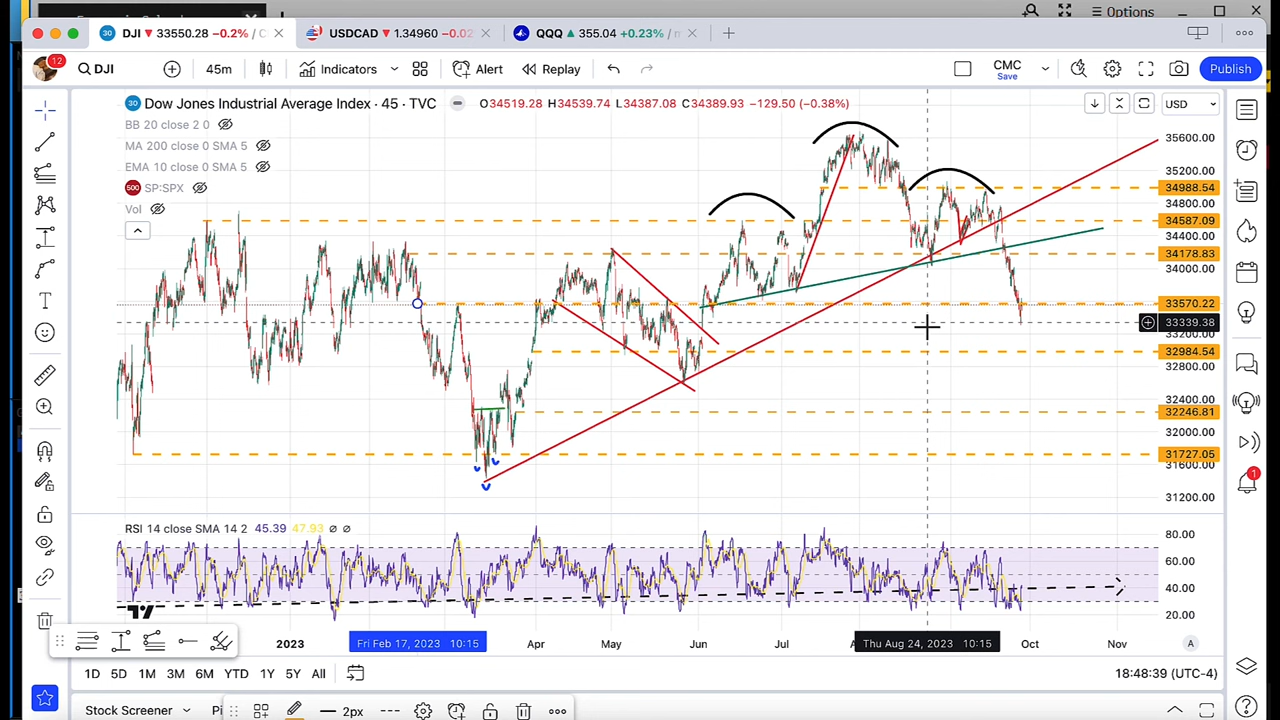 Options
30 DJI ▼ 33550.28 -0.2% / C
USDCAD ▼ 1.34960 -0.02
QQQ ▲ 355.04 +0.23% /
12
DJI
45m
Indicators
Alert
Replay
CMC
Save
Publish
30 Dow Jones Industrial Average Index · 45 · TVC O34519.28 H34539.74 L34387.08 C34389.93 −129.50 (−0.38%)
USD
BB 20 close 2 0
MA 200 close 0 SMA 5
EMA 10 close 0 SMA 5
500 SP:SPX
Vol
35600.00
35200.00
34988.54
34800.00
34587.09
34400.00
34178.83
34000.00
33570.22
33339.38
33200.00
32984.54
32800.00
32400.00
32246.81
32000.00
31727.05
31600.00
31200.00
RSI 14 close SMA 14 2 45.39 47.93 ∅ ∅
80.00
60.00
40.00
20.00
1
2023
Fri Feb 17, 2023 10:15
Apr
May
Jun
Jul
Thu Aug 24, 2023 10:15
Oct
Nov
A
1D 5D 1M 3M 6M YTD 1Y 5Y All
18:48:39 (UTC-4)
Stock Screener
2px